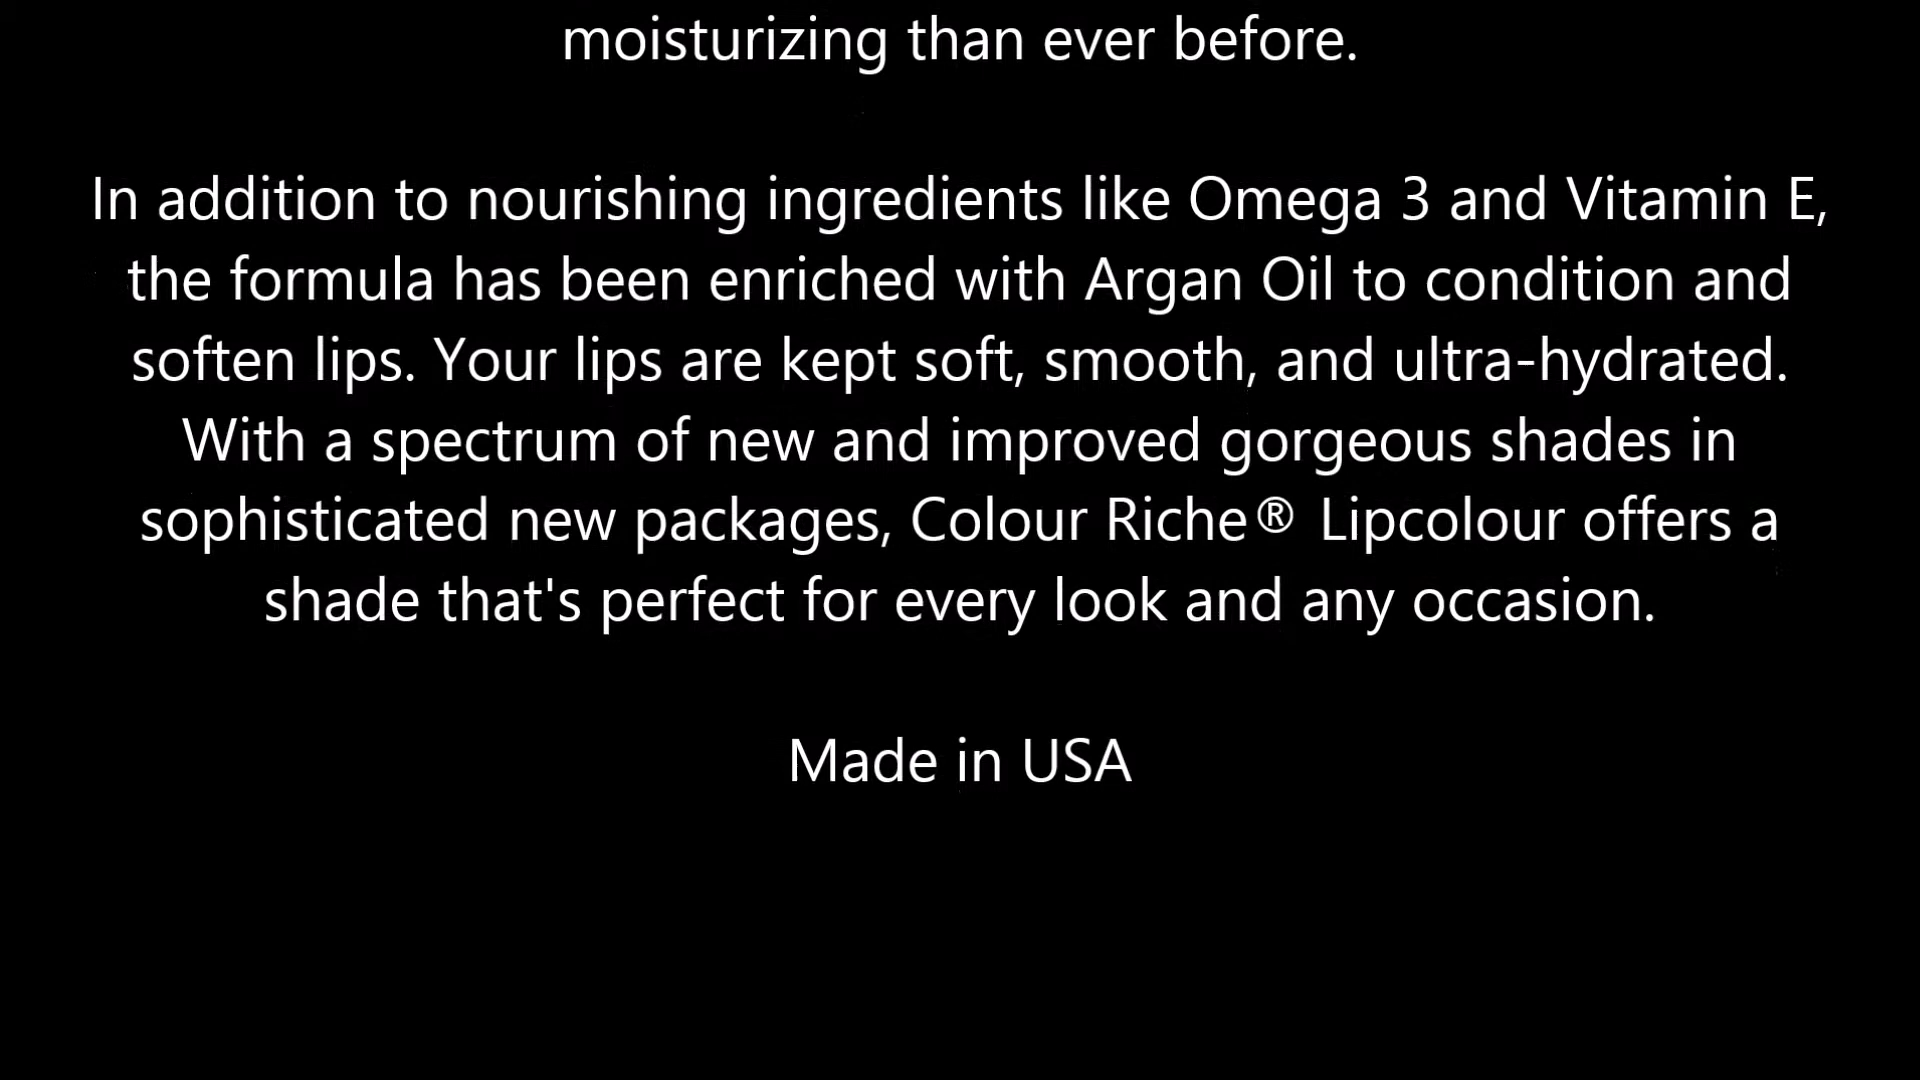 moisturizing than ever before.
In addition to nourishing ingredients like Omega 3 and Vitamin E,
the formula has been enriched with Argan Oil to condition and
soften lips. Your lips are kept soft, smooth, and ultra-hydrated.
With a spectrum of new and improved gorgeous shades in
sophisticated new packages, Colour Riche® Lipcolour offers a
shade that's perfect for every look and any occasion.
Made in USA